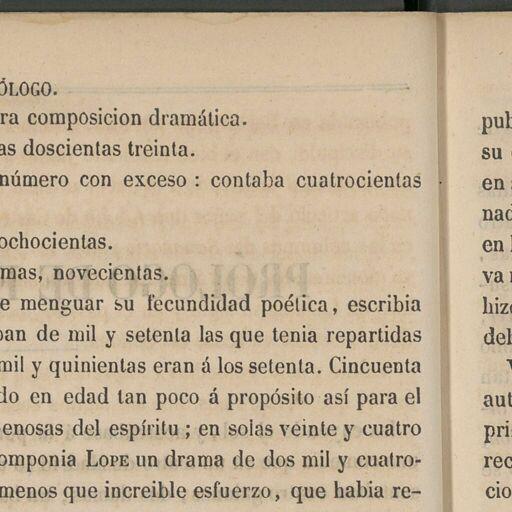 ÓLOGO.
ra composicion dramática.
as doscientas treinta.
número con exceso : contaba cuatrocientas
ochocientas.
mas, novecientas.
e menguar su fecundidad poética, escribia
ban de mil y setenta las que tenia repartidas
mil y quinientas eran á los setenta. Cincuenta
do en edad tan poco á propósito así para el
enosas del espíritu; en solas veinte y cuatro
omponia LOPE un drama de dos mil y cuatro-
menos que increible esfuerzo, que habia re-
pub
su
en
nad
en
va
hizo
deb
aut
pri
rec
cio